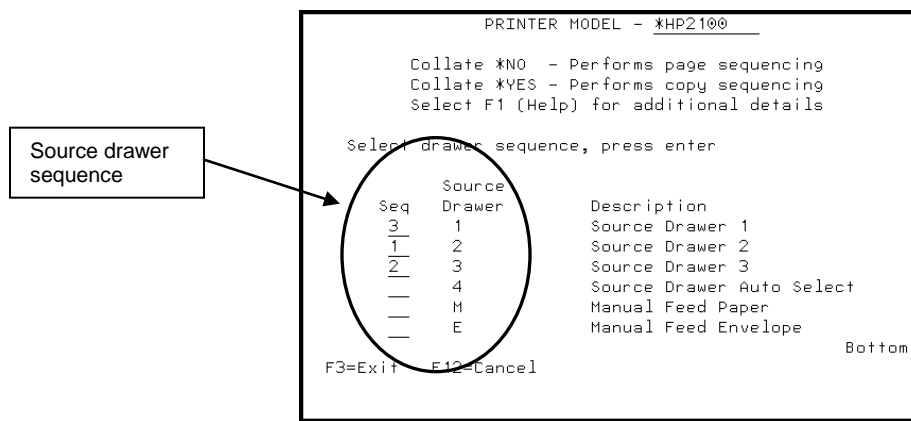 PRINTER MODEL - *HP2100
Collate *NO - Performs page sequencing
Collate *YES - Performs copy sequencing
Select F1 (Help) for additional details
Source drawer
sequence
Select drawer sequence, press enter
Source
Seq Drawer Description
3 1 Source Drawer 1
1 2 Source Drawer 2
2 3 Source Drawer 3
4 Source Drawer Auto Select
M Manual Feed Paper
E Manual Feed Envelope
Bottom
F3=Exit F12=Cancel